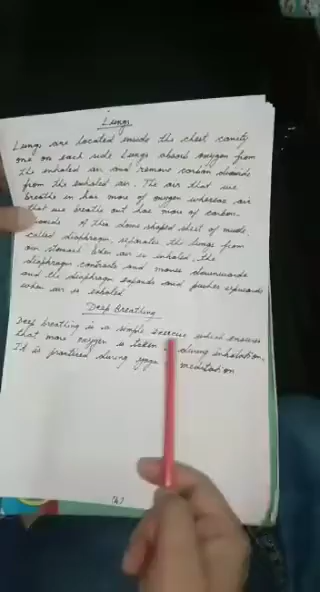 Lungs
Lungs are located inside the chest cavity
one on each side Lungs absorb oxygen from
the inhaled air and remove carbon dioxide
from the exhaled air. The air that we
breathe in has more of oxygen whereas air
that we breathe out has more of carbon
A thin dome shaped sheet of muscle
called diaphragm separates the lungs from
our stomach When air is inhaled, the
diaphragm contracts and moves downwards
and the diaphragm expands and pushes upwards
when air is exhaled
Deep Breathing
Deep breathing is a simple exercise which ensures
that more oxygen is taken during inhalation.
It is practised during yoga meditation